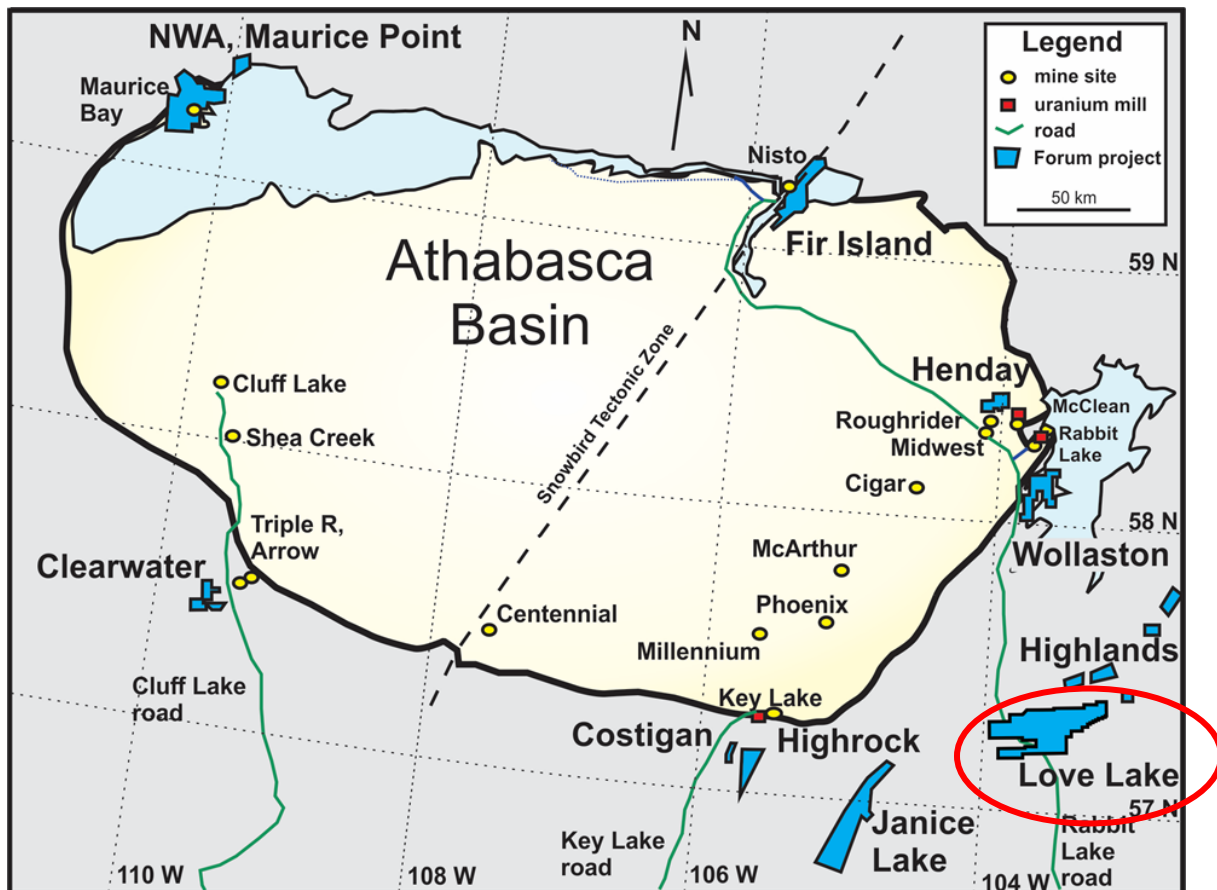 NWA, Maurice Point
Maurice
Bay
N
Legend
mine site
uranium mill
road
Forum project
50 km
Nisto
Fir Island
59 N
Athabasca
Basin
Snowbird Tectonic Zone
Cluff Lake
Shea Creek
Henday
Roughrider
Midwest
McClean
Rabbit
Lake
Cigar
58 N
Triple R,
Arrow
Clearwater
McArthur
Wollaston
Phoenix
Centennial
Millennium
Highlands
Cluff Lake
road
Key Lake
Costigan
Highrock
Love Lake
57 N
Janice
Lake
Key Lake
road
Rabbit
Lake
road
110 W
108 W
106 W
104 W